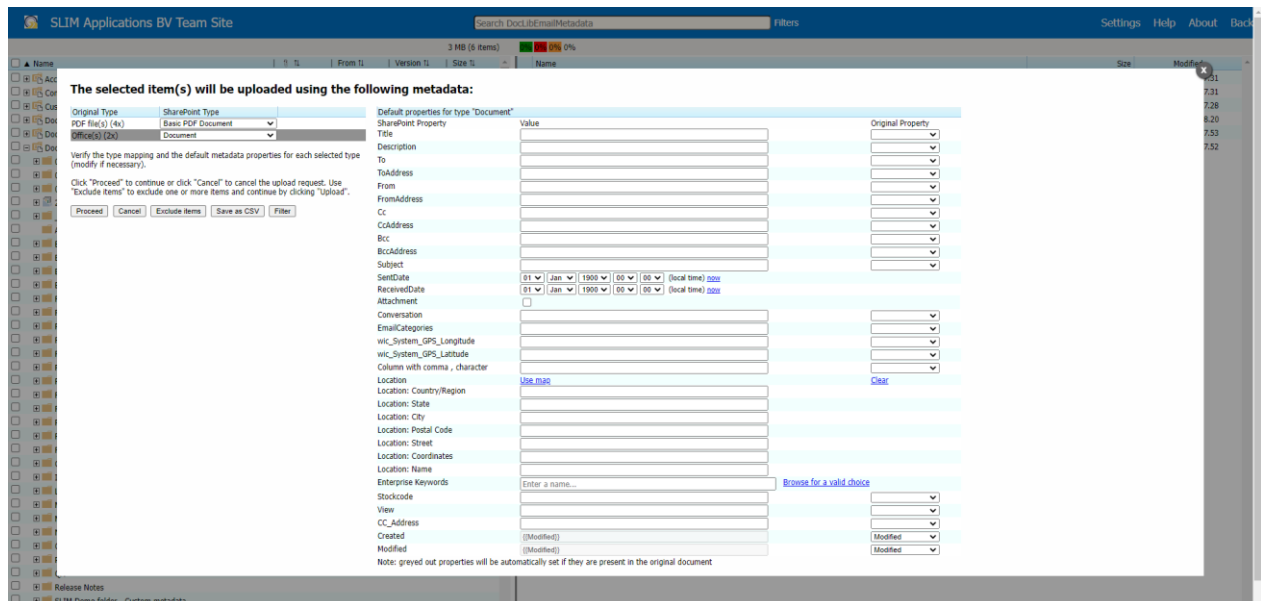 SLIM Applications BV Team Site
Search DocLibEmailMetadata
Filters
Settings Help About Back
3 MB (6 items)
0% 0% 0% 0%
Name From Version Size
Name Size Modified
The selected item(s) will be uploaded using the following metadata:
Original Type SharePoint Type
PDF file(s) (4x) Basic PDF Document
Office(s) (2x) Document
Verify the type mapping and the default metadata properties for each selected type
(modify if necessary).
Click "Proceed" to continue or click "Cancel" to cancel the upload request. Use
"Exclude items" to exclude one or more items and continue by clicking "Upload".
Proceed Cancel Exclude items Save as CSV Filter
Default properties for type "Document"
SharePoint Property Value Original Property
Title
Description
To
ToAddress
From
FromAddress
Cc
CcAddress
Bcc
BccAddress
Subject
SentDate 01 Jan 1900 00 00 (local time) now
ReceivedDate 01 Jan 1900 00 00 (local time) now
Attachment
Conversation
EmailCategories
wic_System_GPS_Longitude
wic_System_GPS_Latitude
Column with comma , character
Location Use map Clear
Location: Country/Region
Location: State
Location: City
Location: Postal Code
Location: Street
Location: Coordinates
Location: Name
Enterprise Keywords Enter a name... Browse for a valid choice
Stockcode
View
CC_Address
Created {{Modified}} Modified
Modified {{Modified}} Modified
Note: greyed out properties will be automatically set if they are present in the original document
Release Notes
SLIM Demo folder - Custom metadata